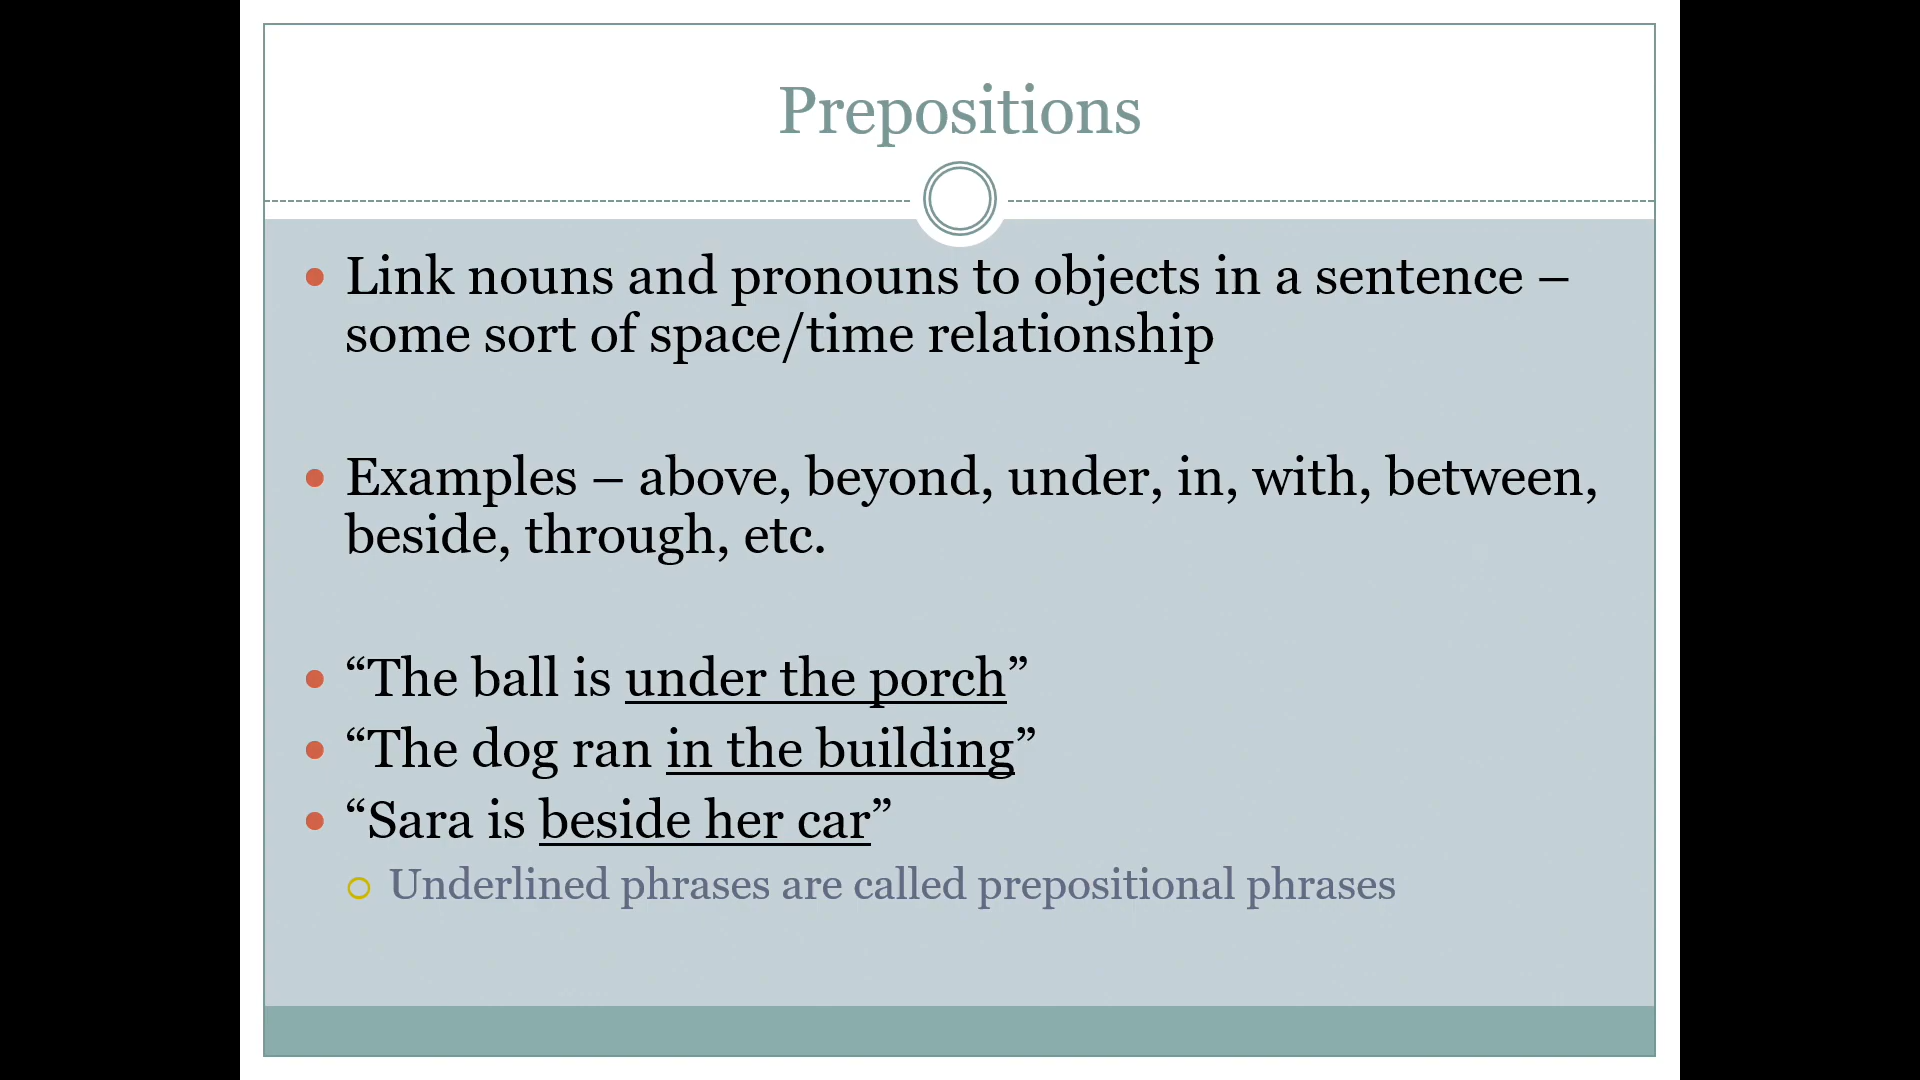 Prepositions
Link nouns and pronouns to objects in a sentence –
some sort of space/time relationship
Examples – above, beyond, under, in, with, between,
beside, through, etc.
“The ball is under the porch”
“The dog ran in the building”
“Sara is beside her car”
Underlined phrases are called prepositional phrases